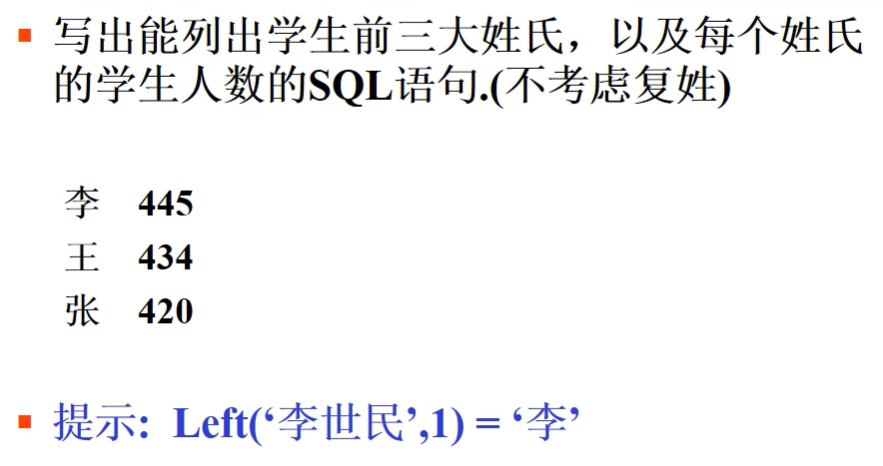 写出能列出学生前三大姓氏，以及每个姓氏
的学生人数的SQL语句.(不考虑复姓)
李 445
王 434
张 420
提示: Left(‘李世民’,1) = ‘李’